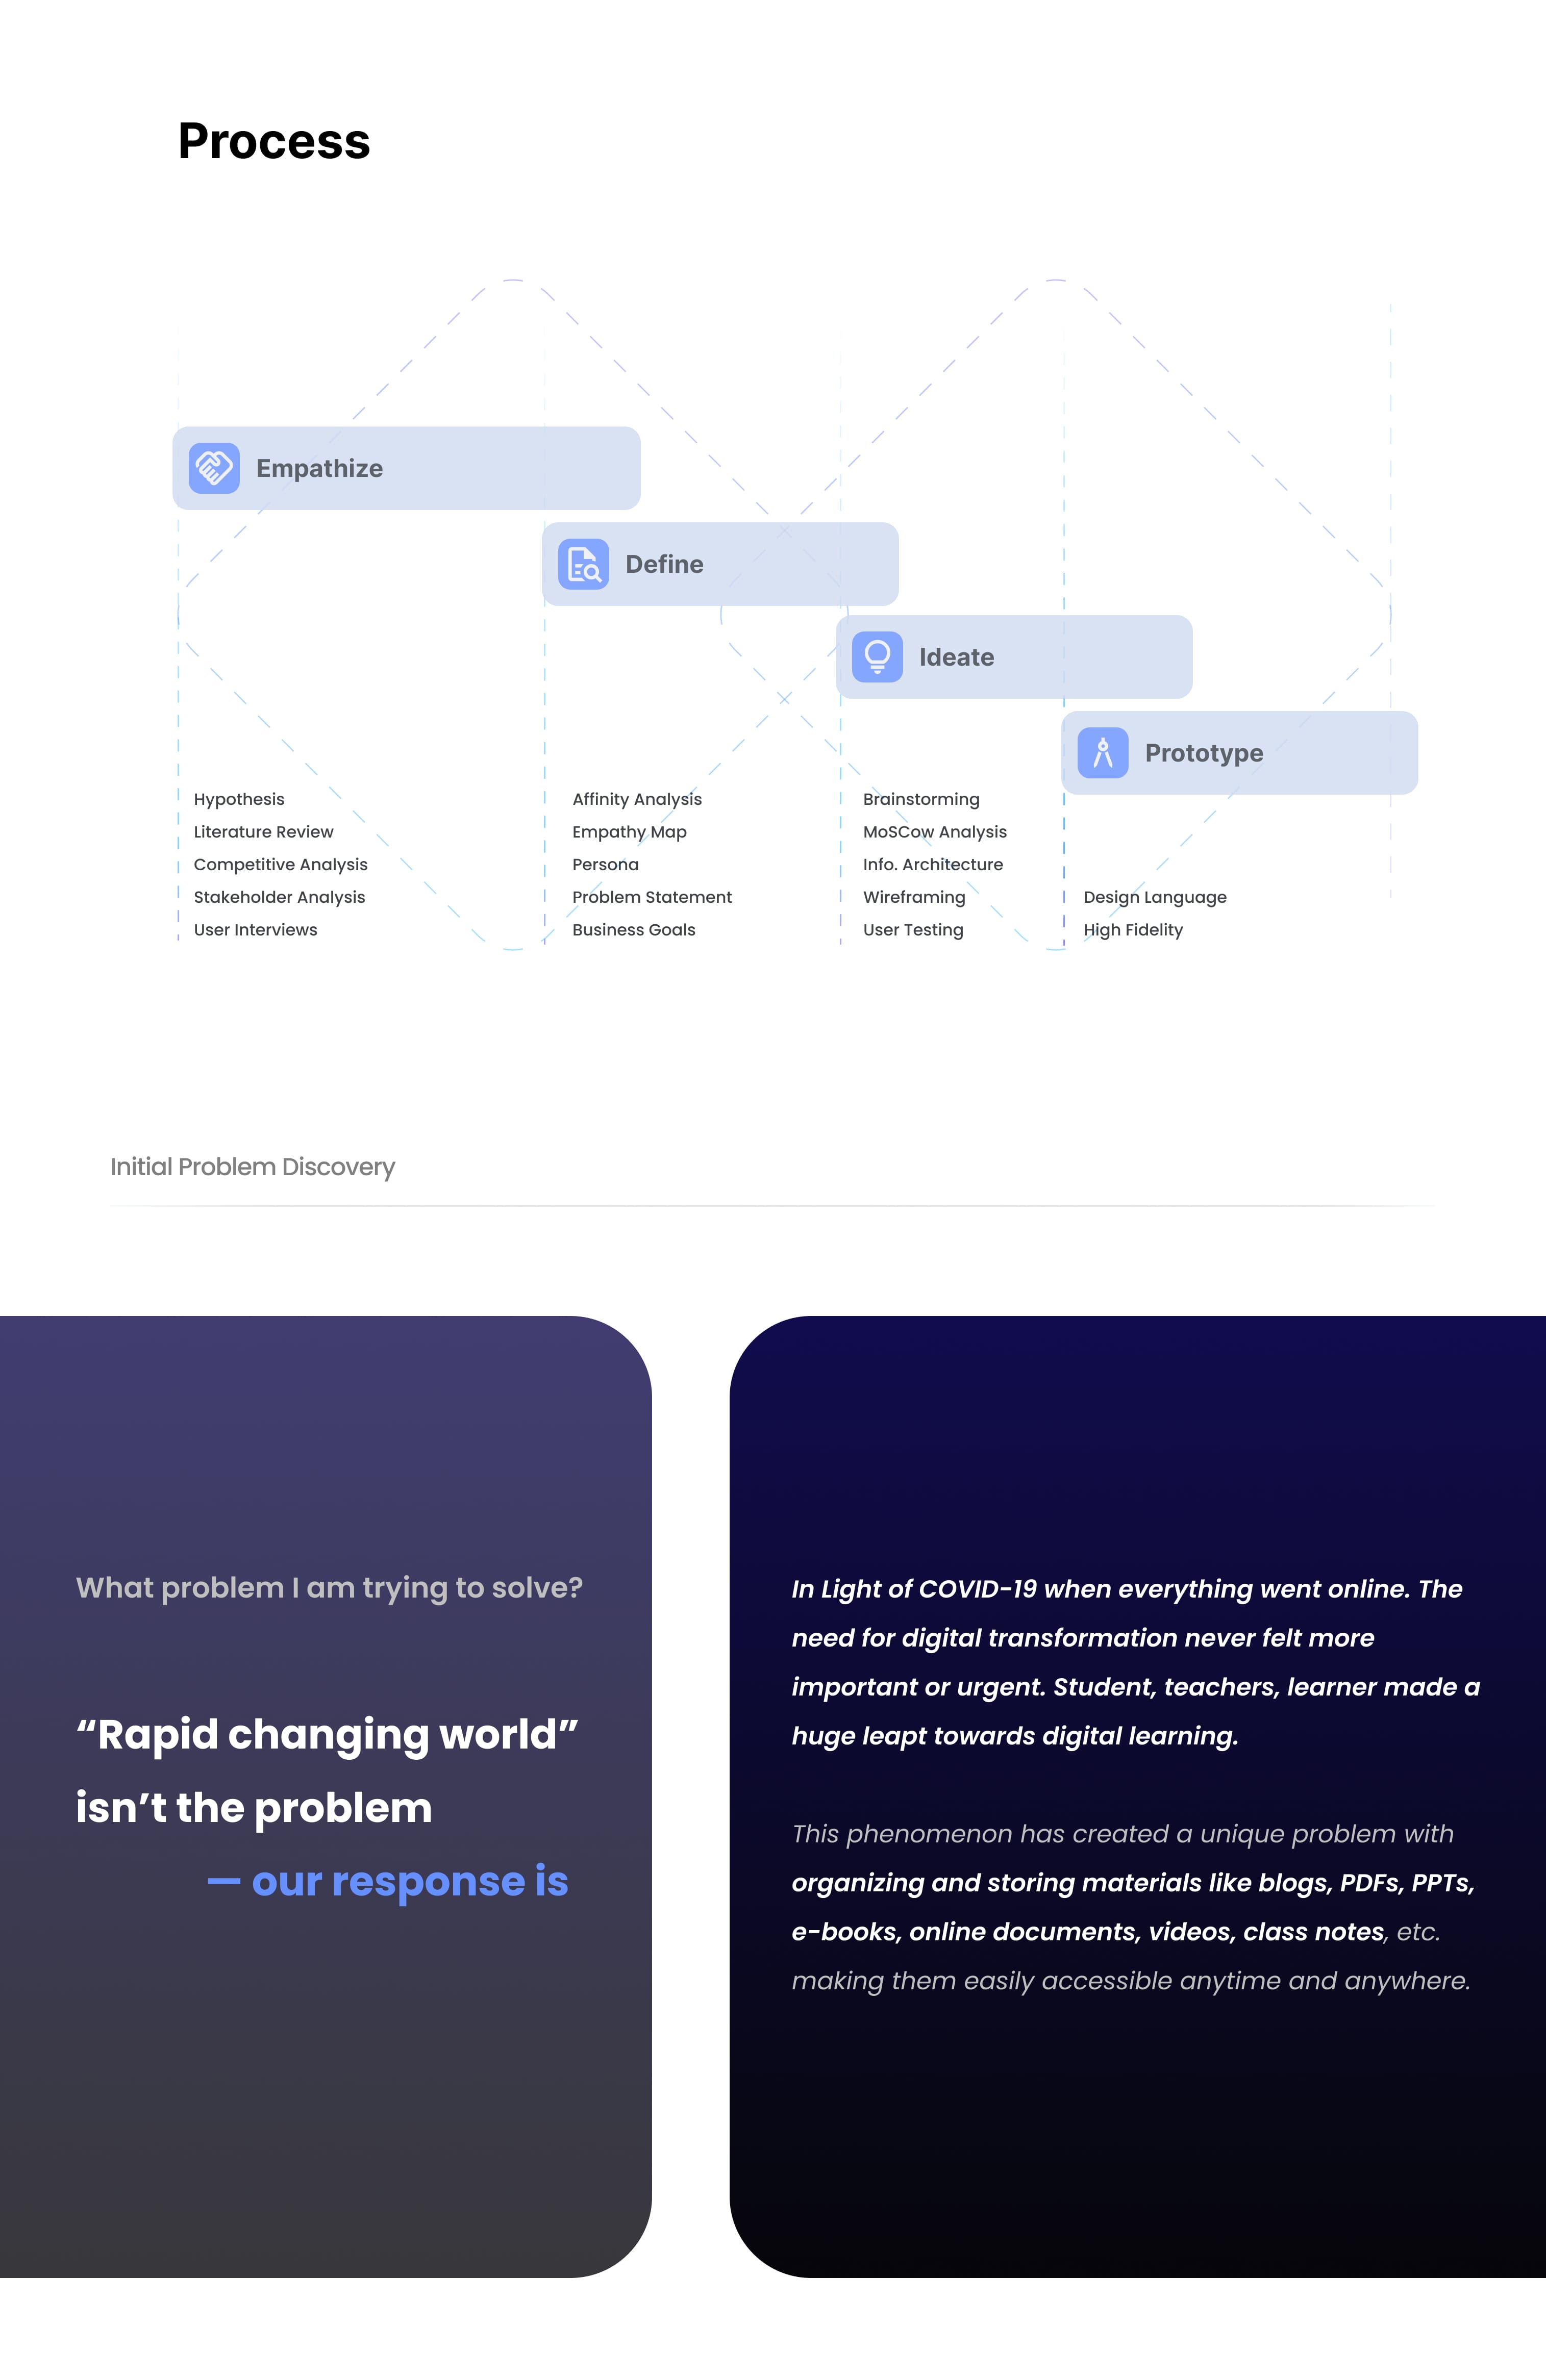 Process
Empathize
Define
Ideate
Prototype
Hypothesis
Literature Review
Competitive Analysis
Stakeholder Analysis
User Interviews
Affinity Analysis
Empathy Map
Persona
Problem Statement
Business Goals
Brainstorming
MoSCow Analysis
Info. Architecture
Wireframing
User Testing
Design Language
High Fidelity
Initial Problem Discovery
What problem I am trying to solve?
“Rapid changing world”
isn’t the problem
— our response is
In Light of COVID-19 when everything went online. The
need for digital transformation never felt more
important or urgent. Student, teachers, learner made a
huge leapt towards digital learning.
This phenomenon has created a unique problem with
organizing and storing materials like blogs, PDFs, PPTs,
e-books, online documents, videos, class notes, etc.
making them easily accessible anytime and anywhere.